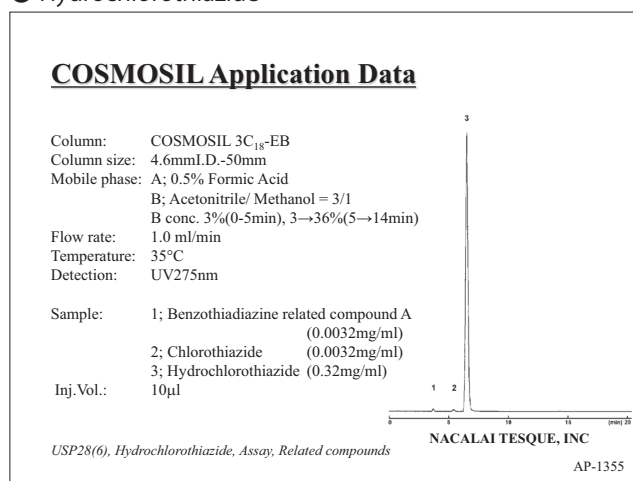 Hydrochlorothiazide
COSMOSIL Application Data
Column: COSMOSIL 3C₁₈-EB
Column size: 4.6mmI.D.-50mm
Mobile phase: A; 0.5% Formic Acid
B; Acetonitrile/ Methanol = 3/1
B conc. 3%(0-5min), 3→36%(5→14min)
Flow rate: 1.0 ml/min
Temperature: 35°C
Detection: UV275nm
Sample: 1; Benzothiadiazine related compound A
(0.0032mg/ml)
2; Chlorothiazide (0.0032mg/ml)
3; Hydrochlorothiazide (0.32mg/ml)
Inj.Vol.: 10µl
3
1 2
0 5 10 15 (min) 20
NACALAI TESQUE, INC
USP28(6), Hydrochlorothiazide, Assay, Related compounds
AP-1355